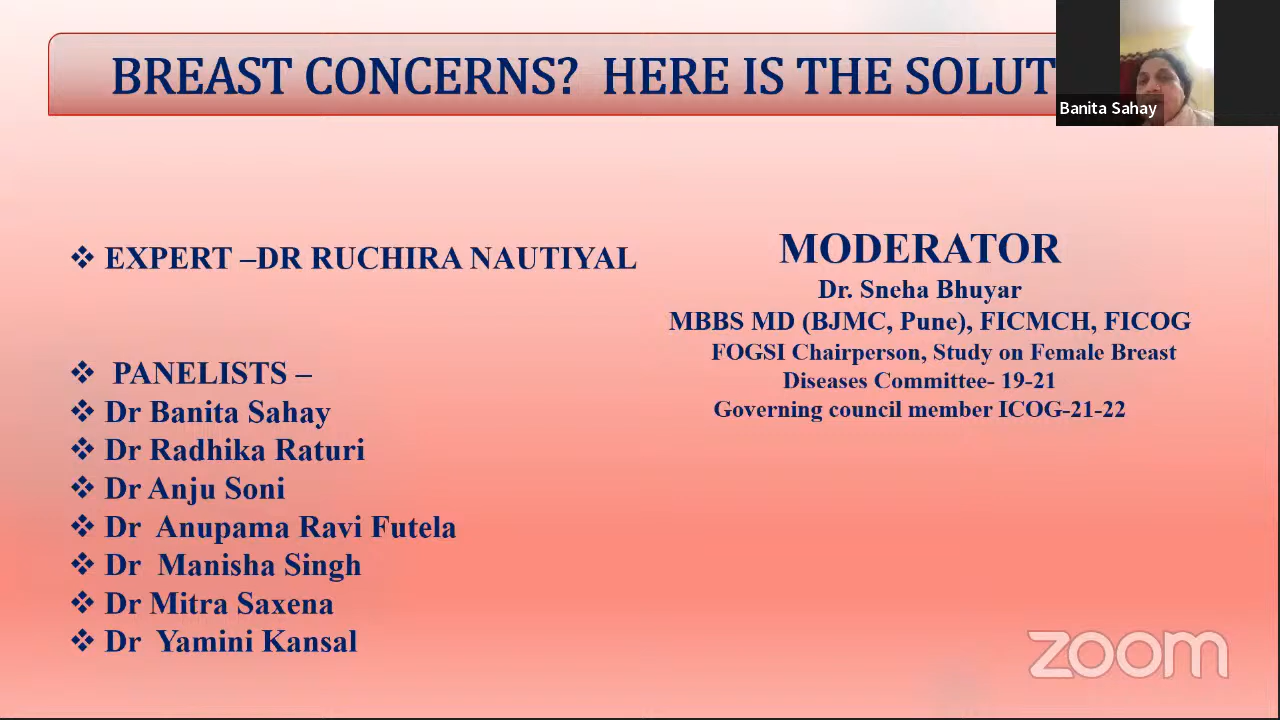 BREAST CONCERNS? HERE IS THE SOLUT
Banita Sahay
❖ EXPERT –DR RUCHIRA NAUTIYAL
❖ PANELISTS –
❖ Dr Banita Sahay
❖ Dr Radhika Raturi
❖ Dr Anju Soni
❖ Dr Anupama Ravi Futela
❖ Dr Manisha Singh
❖ Dr Mitra Saxena
❖ Dr Yamini Kansal
MODERATOR
Dr. Sneha Bhuyar
MBBS MD (BJMC, Pune), FICMCH, FICOG
FOGSI Chairperson, Study on Female Breast
Diseases Committee- 19-21
Governing council member ICOG-21-22
zoom